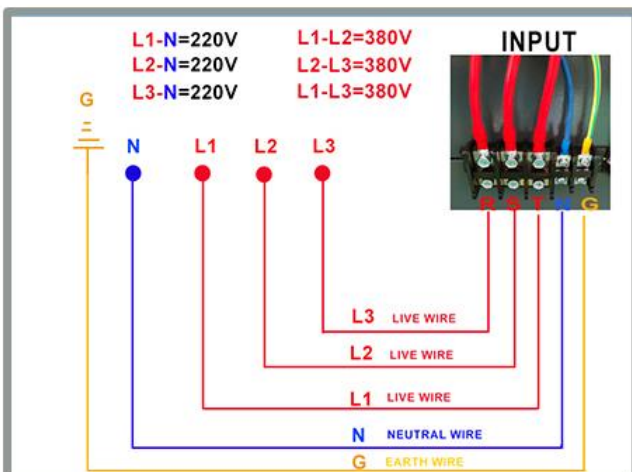 L1-N=220V L1-L2=380V
L2-N=220V L2-L3=380V
L3-N=220V L1-L3=380V
INPUT
G
N L1 L2 L3
R S T N G
L3 LIVE WIRE
L2 LIVE WIRE
L1 LIVE WIRE
N NEUTRAL WIRE
G EARTH WIRE